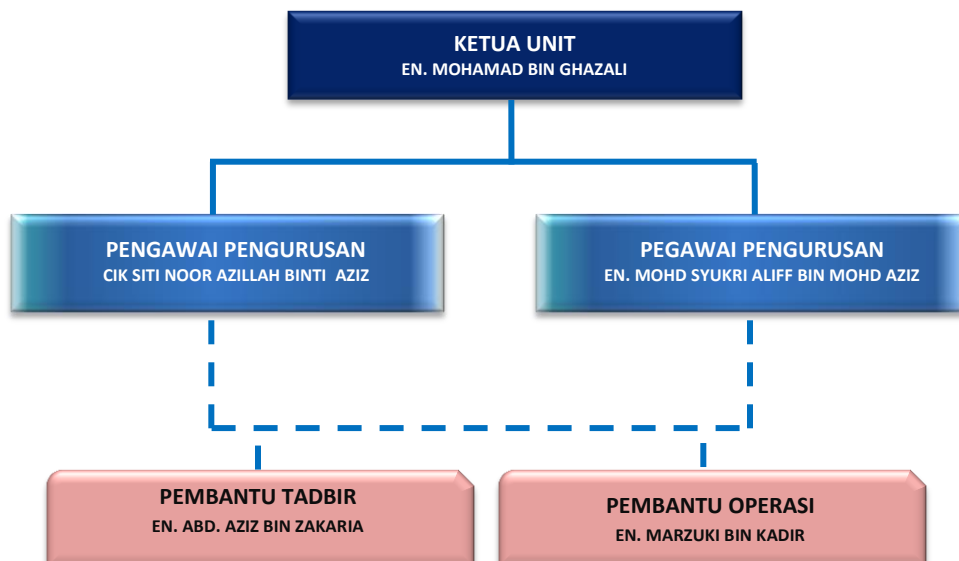 KETUA UNIT
EN. MOHAMAD BIN GHAZALI
PENGAWAI PENGURUSAN
CIK SITI NOOR AZILLAH BINTI AZIZ
PEGAWAI PENGURUSAN
EN. MOHD SYUKRI ALIFF BIN MOHD AZIZ
PEMBANTU TADBIR
EN. ABD. AZIZ BIN ZAKARIA
PEMBANTU OPERASI
EN. MARZUKI BIN KADIR